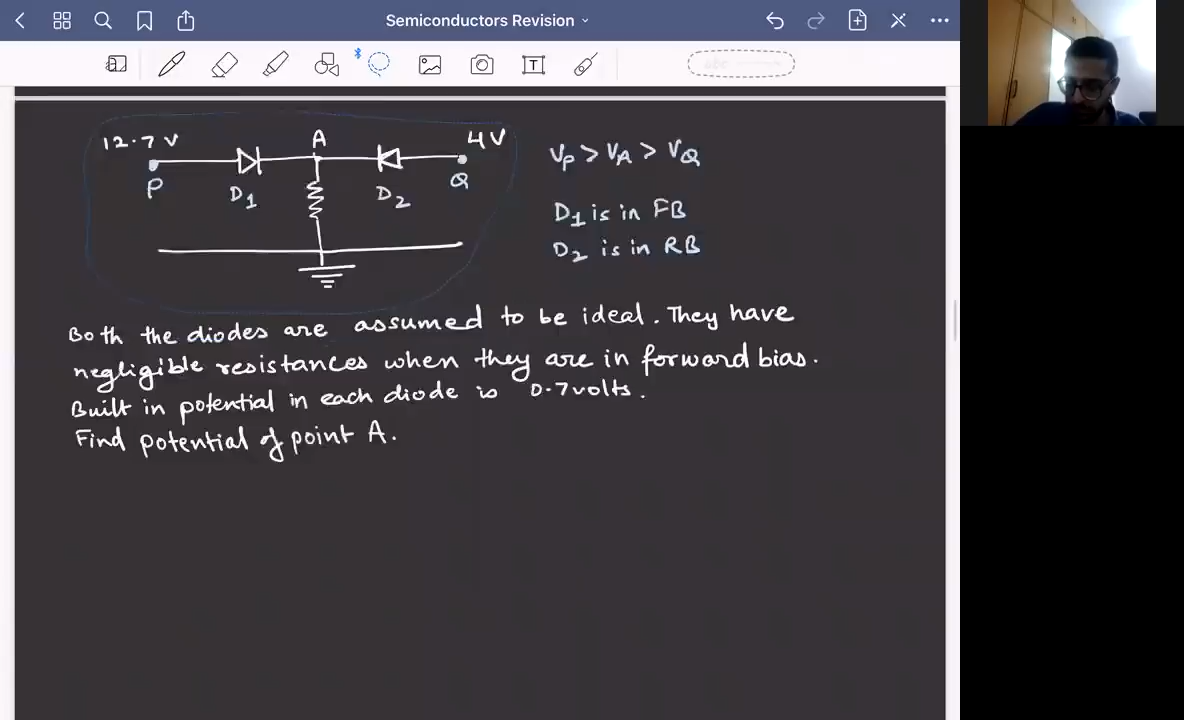 Semiconductors Revision
12.7 V
A
4V
P
D1
D2
Q
VP > VA > VQ
D1 is in FB
D2 is in RB
Both the diodes are assumed to be ideal. They have
negligible resistances when they are in forward bias.
Built in potential in each diode is 0.7volts.
Find potential of point A.